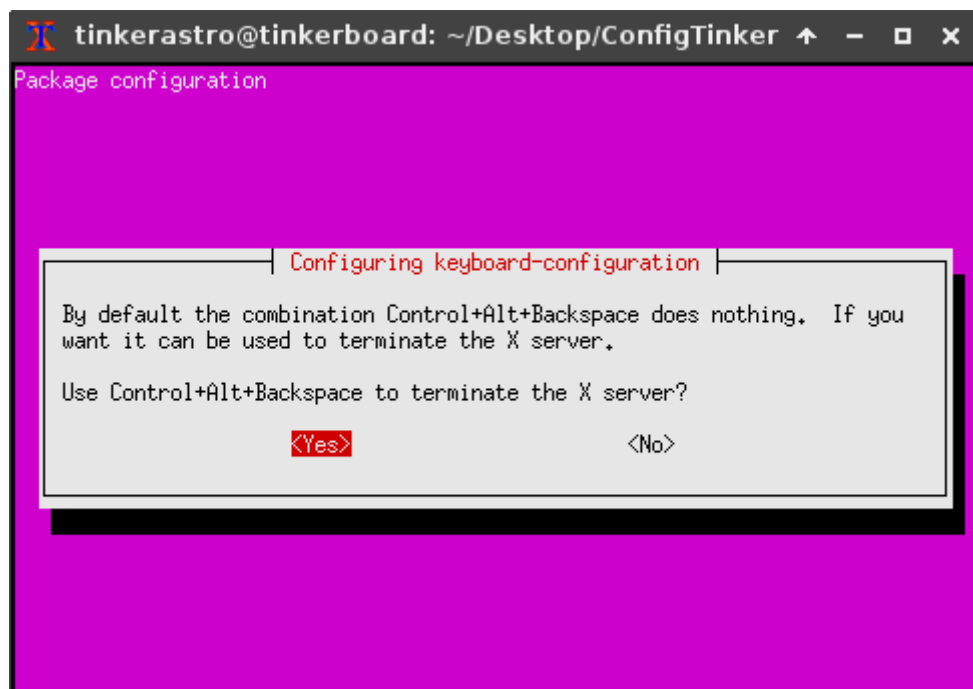 tinkerastro@tinkerboard: ~/Desktop/ConfigTinker
Package configuration
Configuring keyboard-configuration
By default the combination Control+Alt+Backspace does nothing.  If you
want it can be used to terminate the X server.
Use Control+Alt+Backspace to terminate the X server?
<Yes> <No>